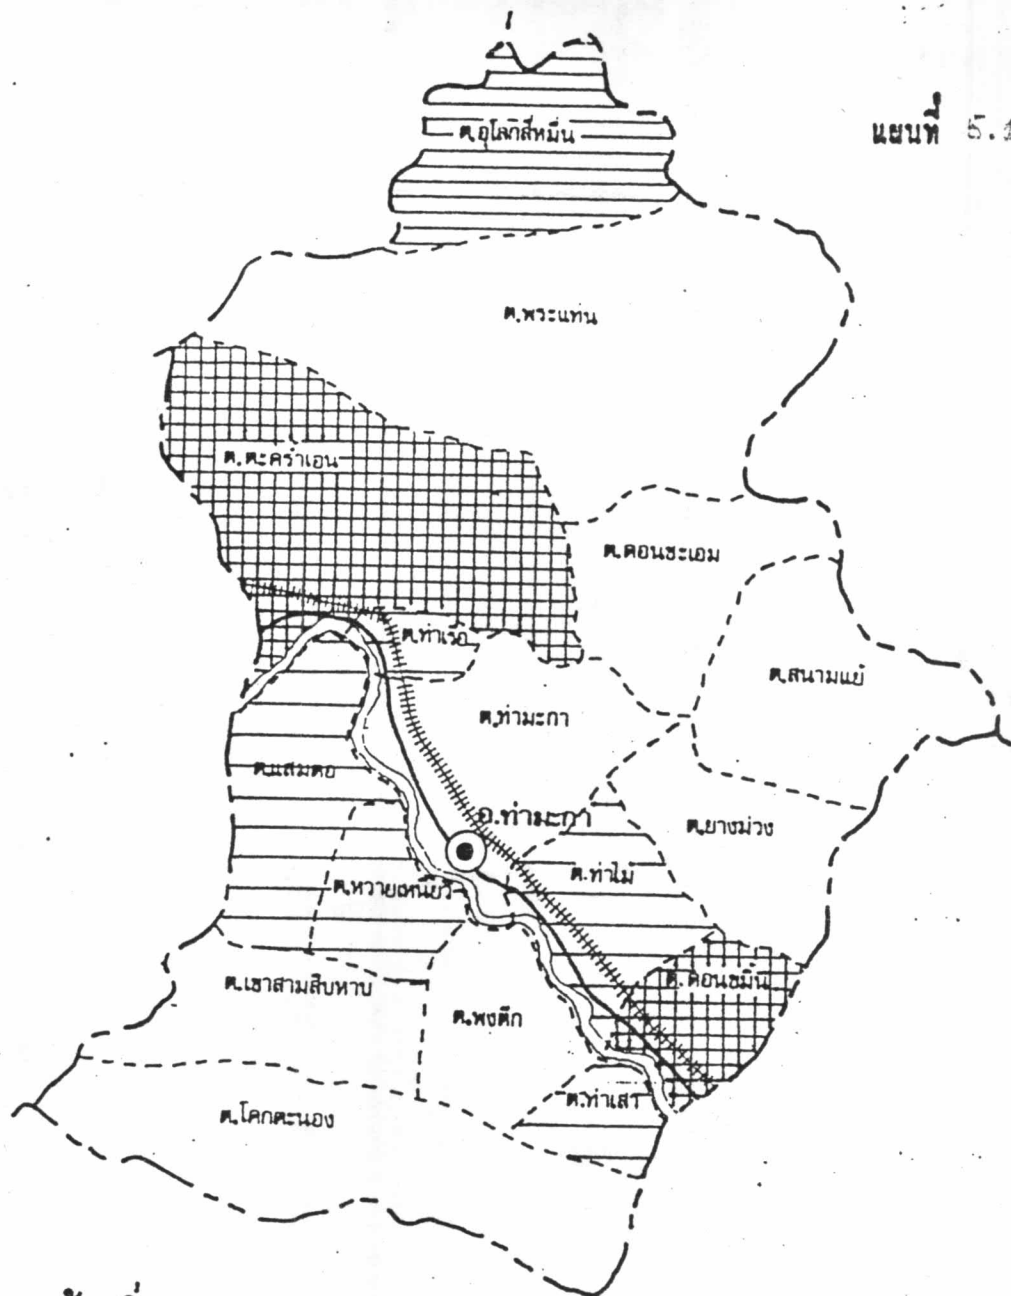 แผนที่ 5.
ต.อุโลกสี่หมื่น
ต.พระแท่น
ต.ตะคร้ำเอน
ต.ดอนชะเอม
ต.ท่าเรือ
ต.สนามแย้
ต.ท่ามะกา
ต.แสนตอ
อ.ท่ามะกา
ต.ยางม่วง
ต.ท่าไม้
ต.หวายเหนียว
ต.ดอนขมิ้น
ต.เขาสามสิบหาบ
ต.พงตึก
ต.ท่าเสา
ต.โคกตะนอง